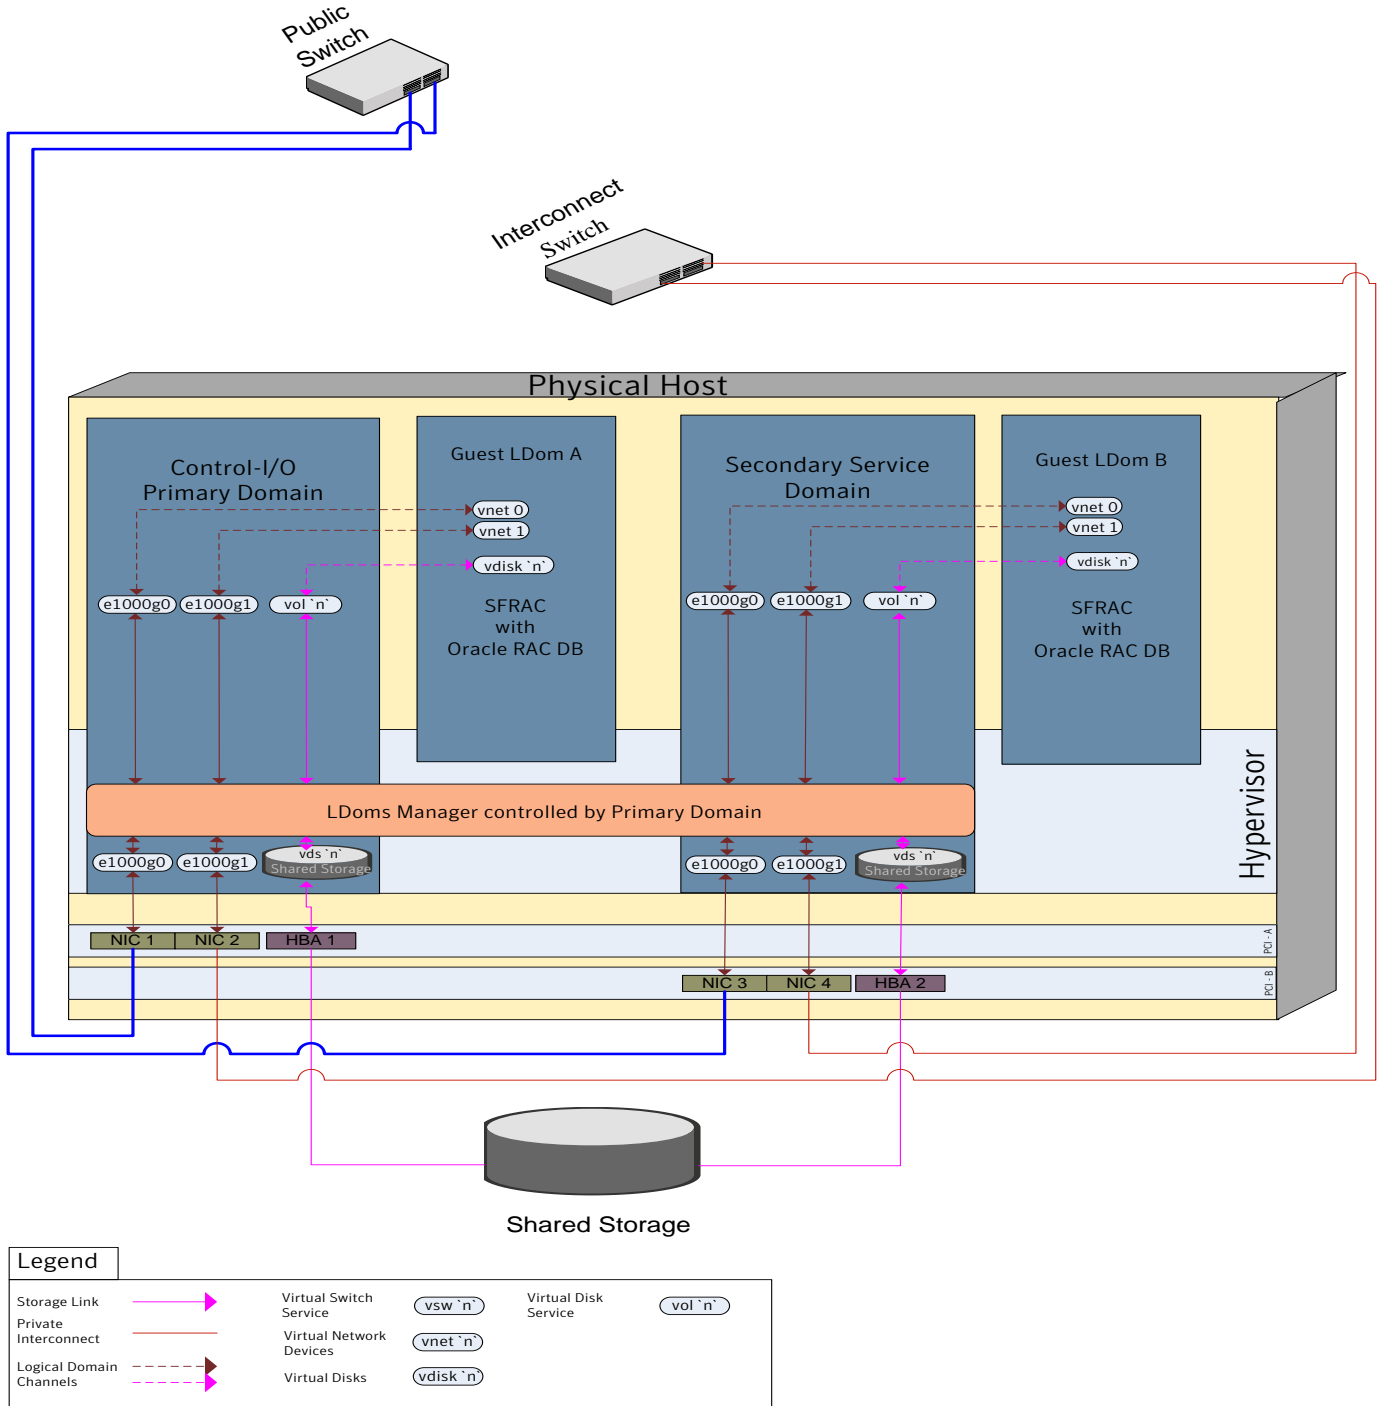 Public
Switch
Interconnect
Switch
Physical Host
Control-I/O
Primary Domain
Guest LDom A
Secondary Service
Domain
Guest LDom B
vnet 0
vnet 1
vdisk `n`
vnet 0
vnet 1
vdisk `n`
e1000g0
e1000g1
vol `n`
SFRAC
with
Oracle RAC DB
e1000g0
e1000g1
vol `n`
SFRAC
with
Oracle RAC DB
Hypervisor
LDoms Manager controlled by Primary Domain
e1000g0
e1000g1
vds `n`
Shared Storage
e1000g0
e1000g1
vds `n`
Shared Storage
NIC 1
NIC 2
HBA 1
PCI - A
NIC 3
NIC 4
HBA 2
PCI - B
Shared Storage
Legend
Storage Link
Private
Interconnect
Logical Domain
Channels
Virtual Switch
Service
vsw `n`
Virtual Network
Devices
vnet `n`
Virtual Disks
vdisk `n`
Virtual Disk
Service
vol `n`